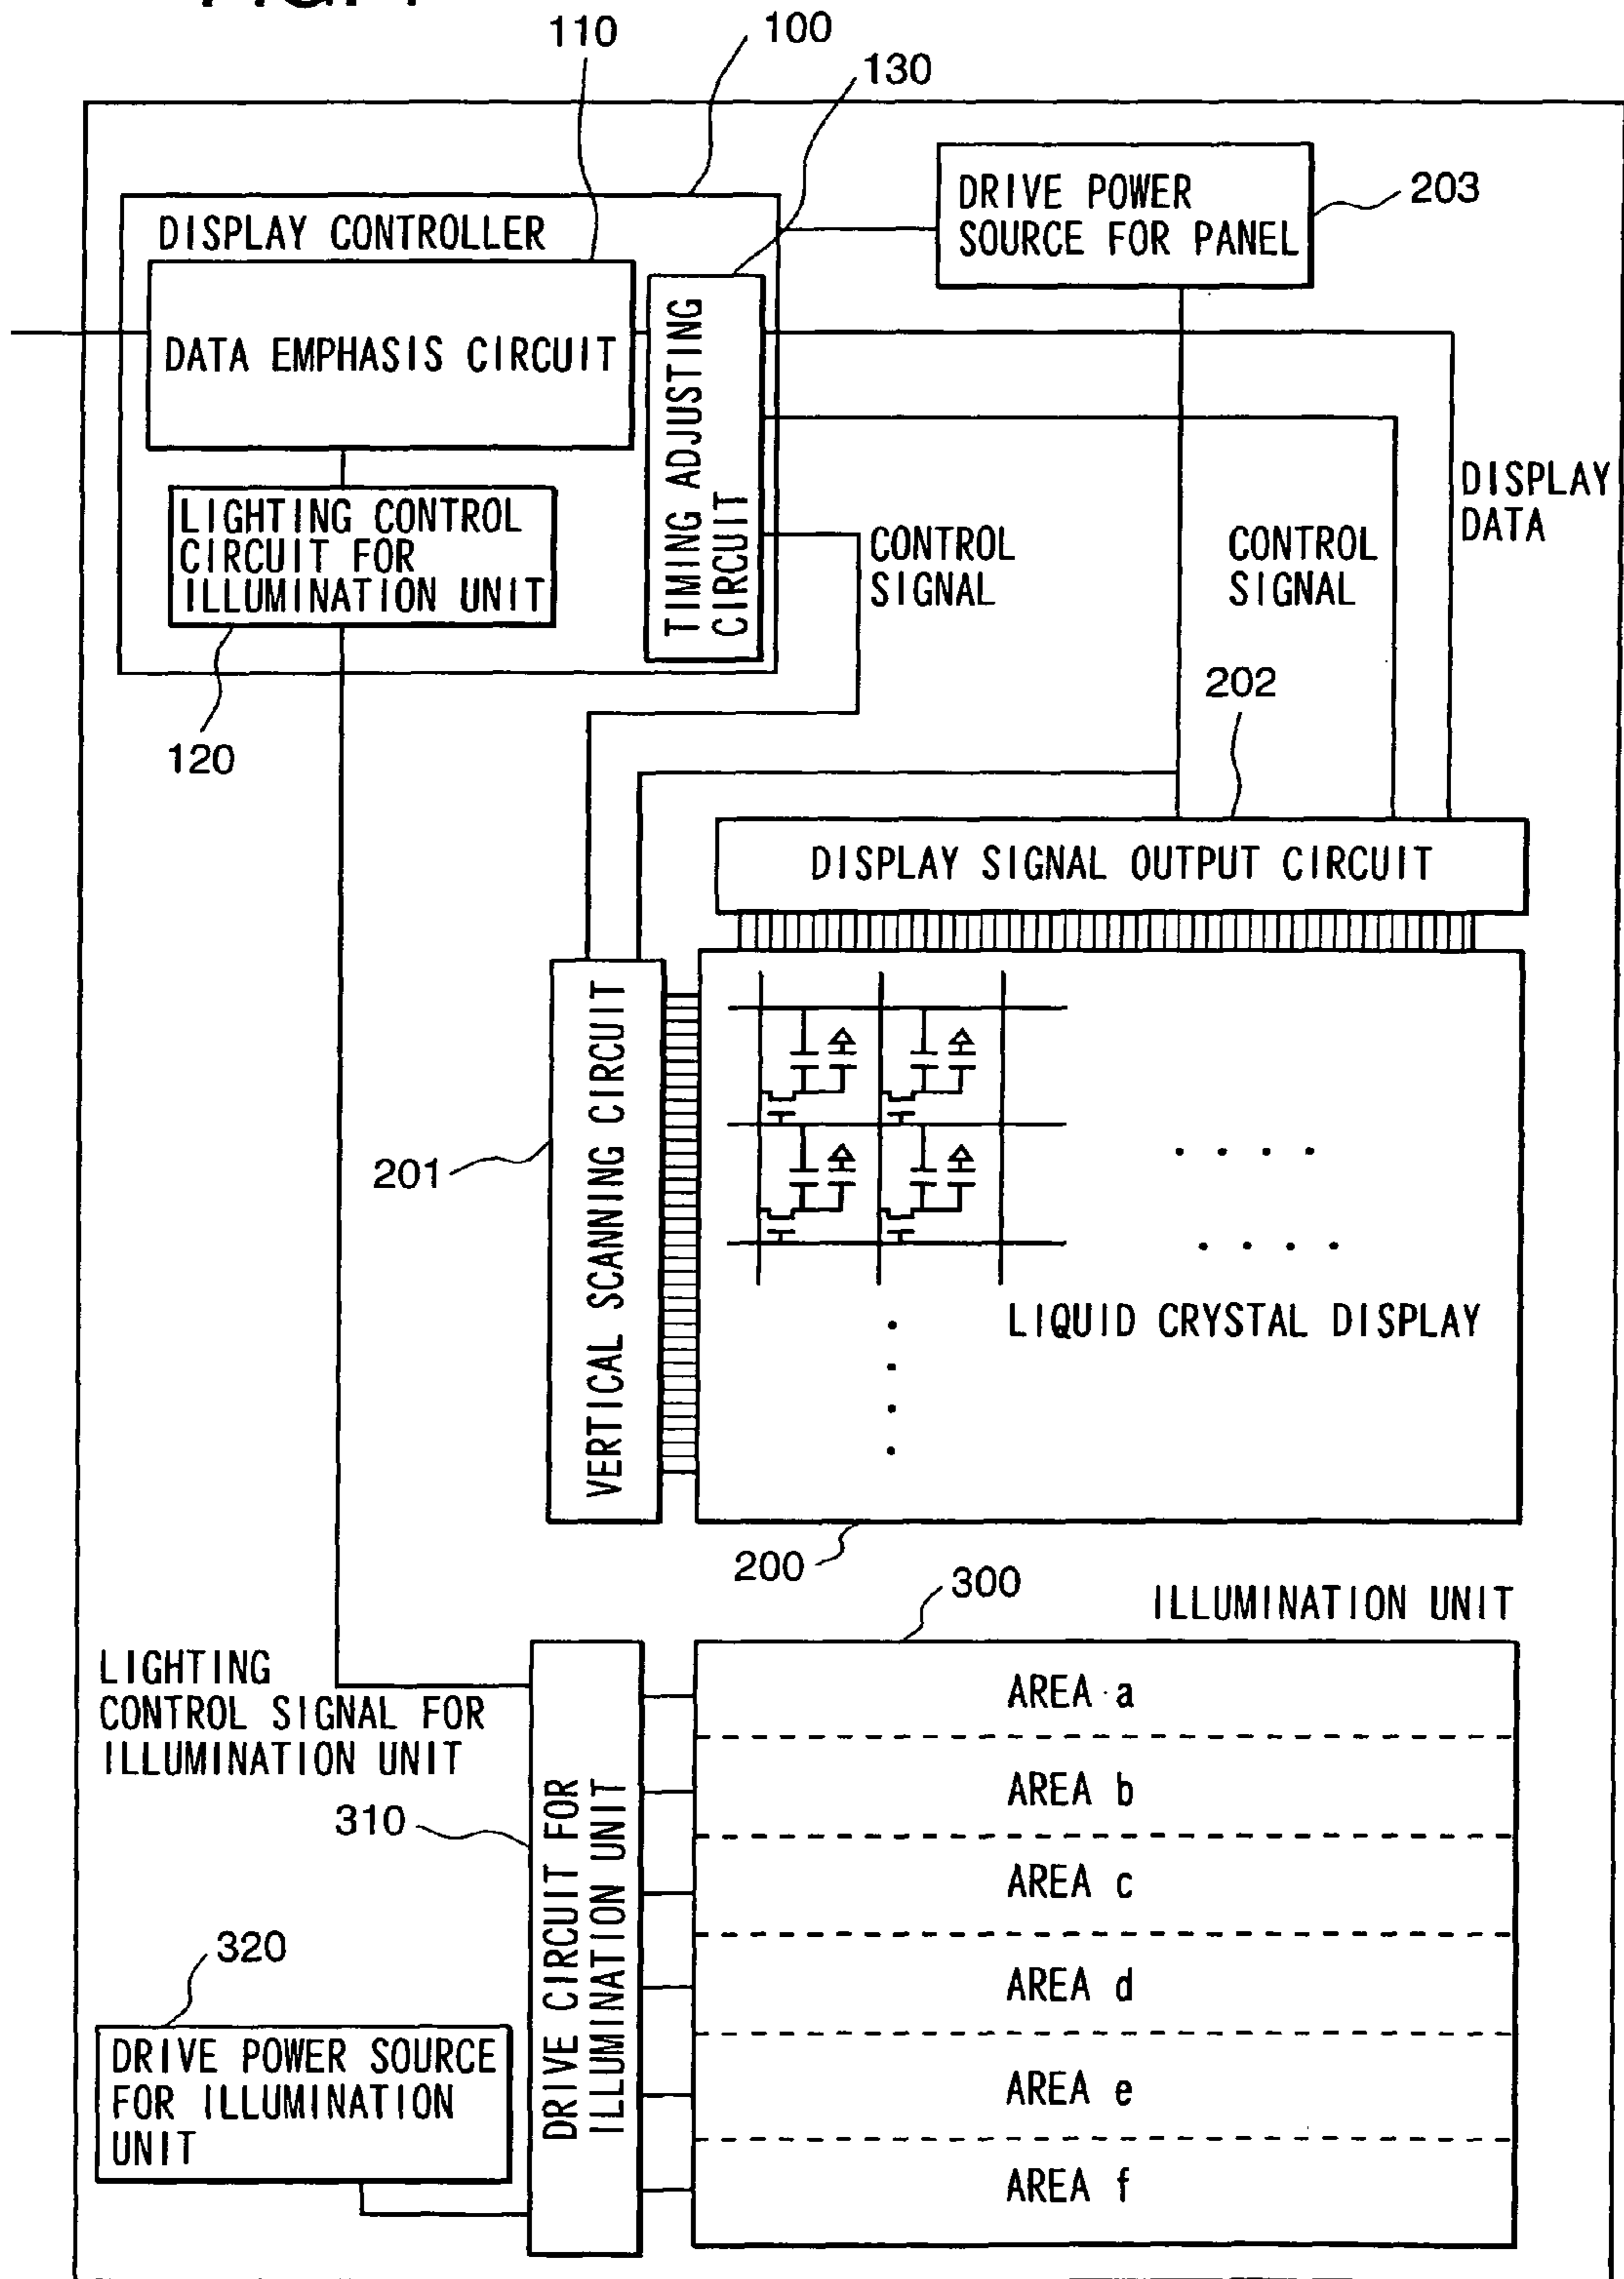 110
100
130
DISPLAY CONTROLLER
DRIVE POWER
SOURCE FOR PANEL
203
DATA EMPHASIS CIRCUIT
TIMING ADJUSTING
CIRCUIT
LIGHTING CONTROL
CIRCUIT FOR
ILLUMINATION UNIT
120
CONTROL
SIGNAL
CONTROL
SIGNAL
DISPLAY
DATA
202
DISPLAY SIGNAL OUTPUT CIRCUIT
VERTICAL SCANNING CIRCUIT
201
LIQUID CRYSTAL DISPLAY
200
300
ILLUMINATION UNIT
LIGHTING
CONTROL SIGNAL FOR
ILLUMINATION UNIT
310
DRIVE CIRCUIT FOR
ILLUMINATION UNIT
AREA a
AREA b
AREA c
AREA d
AREA e
AREA f
320
DRIVE POWER SOURCE
FOR ILLUMINATION
UNIT